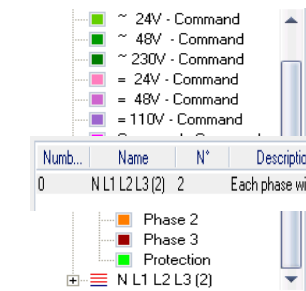 ~ 24V - Command
~ 48V - Command
~ 230V - Command
= 24V - Command
= 48V - Command
= 110V - Command
Numb... Name N° Descriptio
0 N L1 L2 L3 (2) 2 Each phase wi
Phase 2
Phase 3
Protection
N L1 L2 L3 (2)